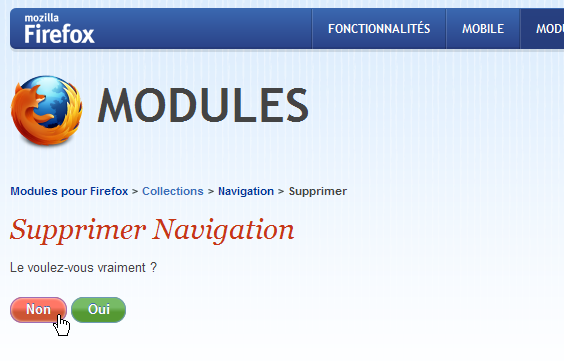 mozilla
Firefox
FONCTIONNALITÉS MOBILE
MODULES
Modules pour Firefox > Collections > Navigation > Supprimer
Supprimer Navigation
Le voulez-vous vraiment ?
Non Oui